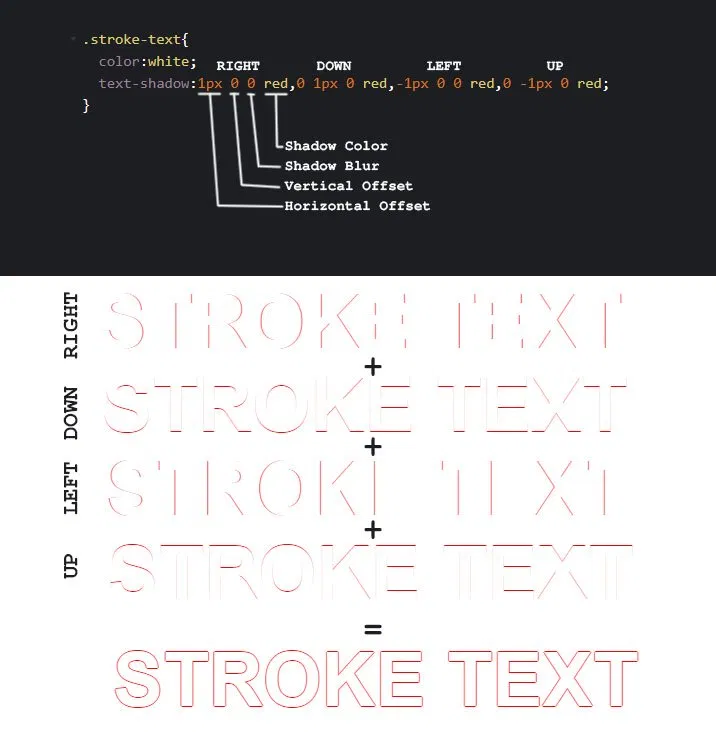 .stroke-text{
color:white;
RIGHT DOWN LEFT UP
text-shadow:1px 0 0 red,0 1px 0 red,-1px 0 0 red,0 -1px 0 red;
}
Shadow Color
Shadow Blur
Vertical Offset
Horizontal Offset
RIGHT
STROKE TEXT
+
DOWN
STROKE TEXT
+
LEFT
STROKE TEXT
+
UP
STROKE TEXT
=
STROKE TEXT